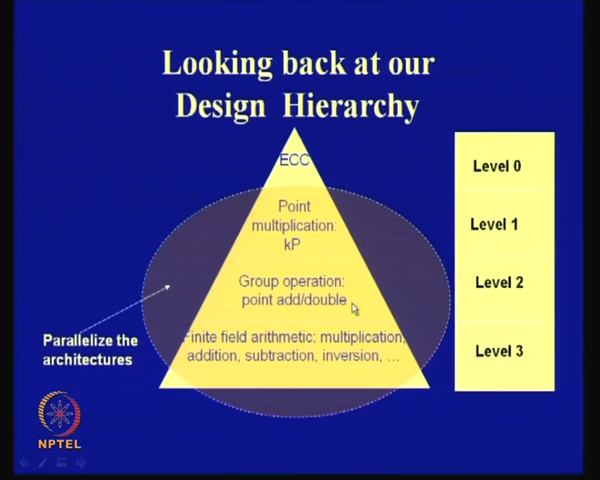 Looking back at our
Design Hierarchy
ECC
Level 0
Point
multiplication:
kP
Level 1
Group operation:
point add/double
Level 2
Finite field arithmetic: multiplication,
addition, subtraction, inversion, ...
Level 3
Parallelize the
architectures
NPTEL